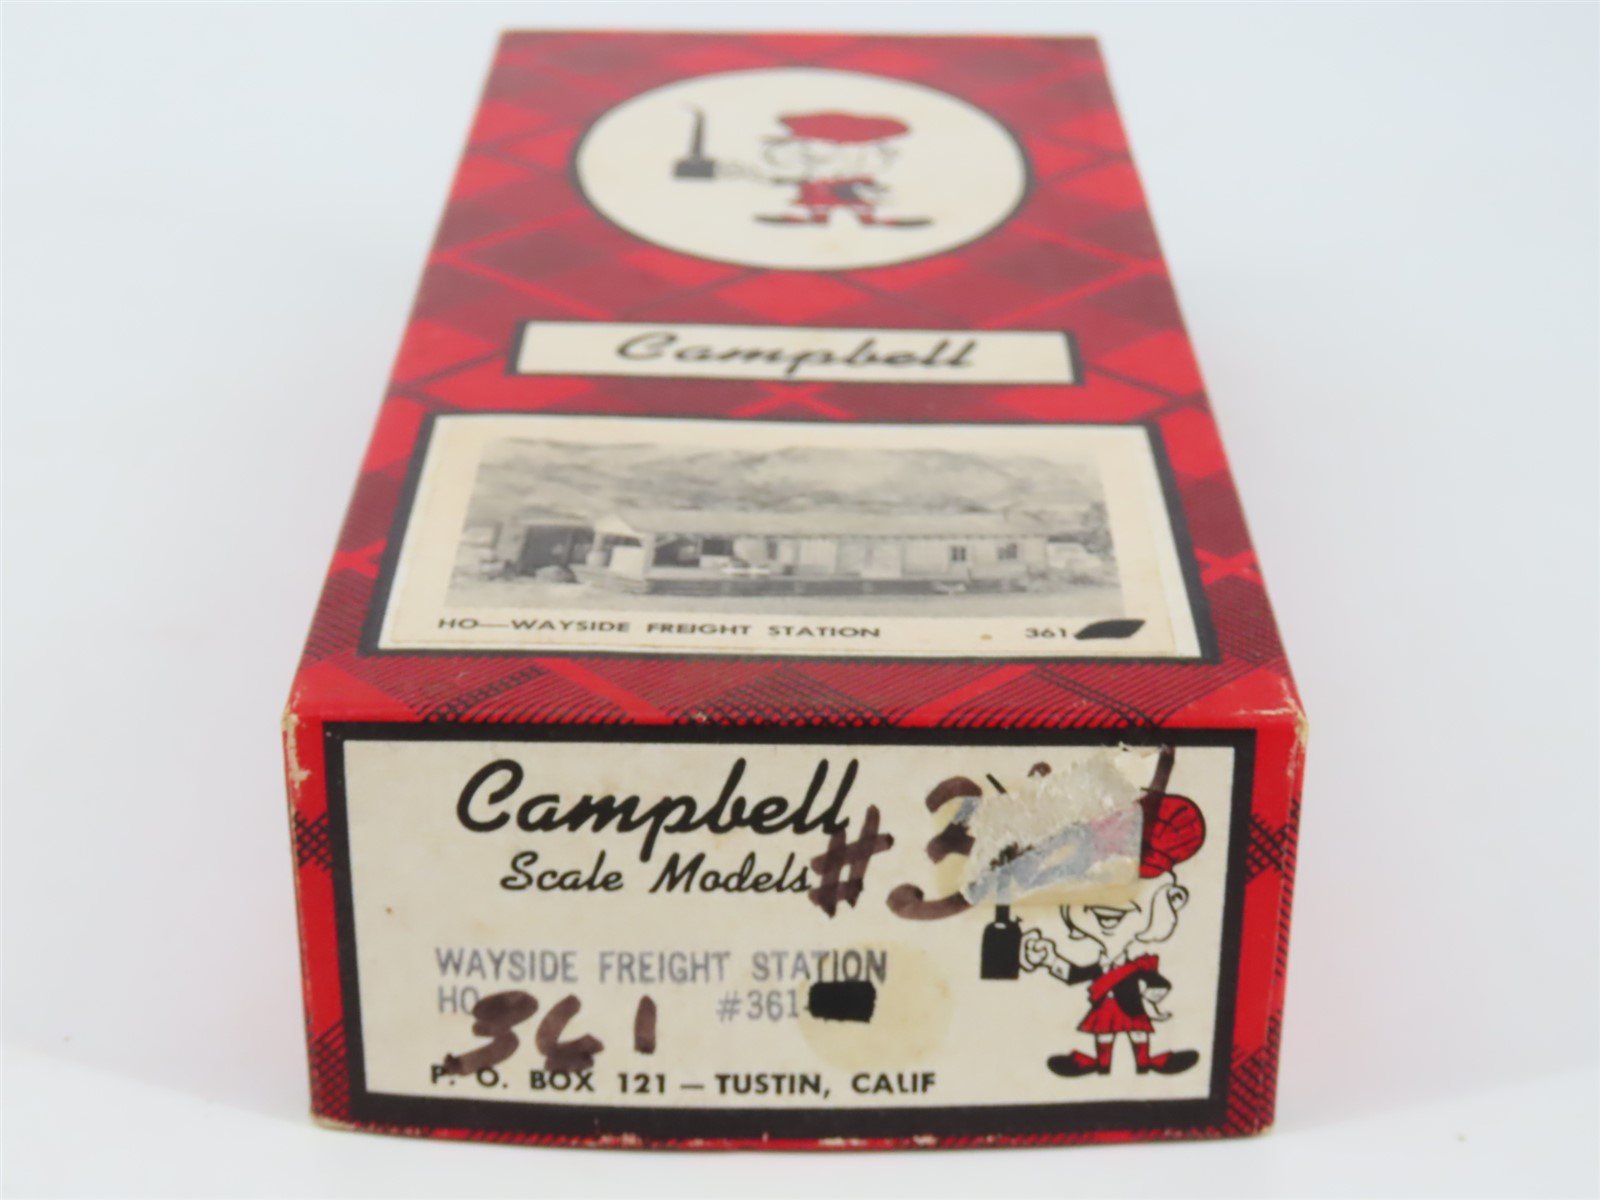 Campbell
HO—WAYSIDE FREIGHT STATION 361
Campbell
Scale Models
#3
WAYSIDE FREIGHT STATION
HO #361-
361
P. O. BOX 121 — TUSTIN, CALIF